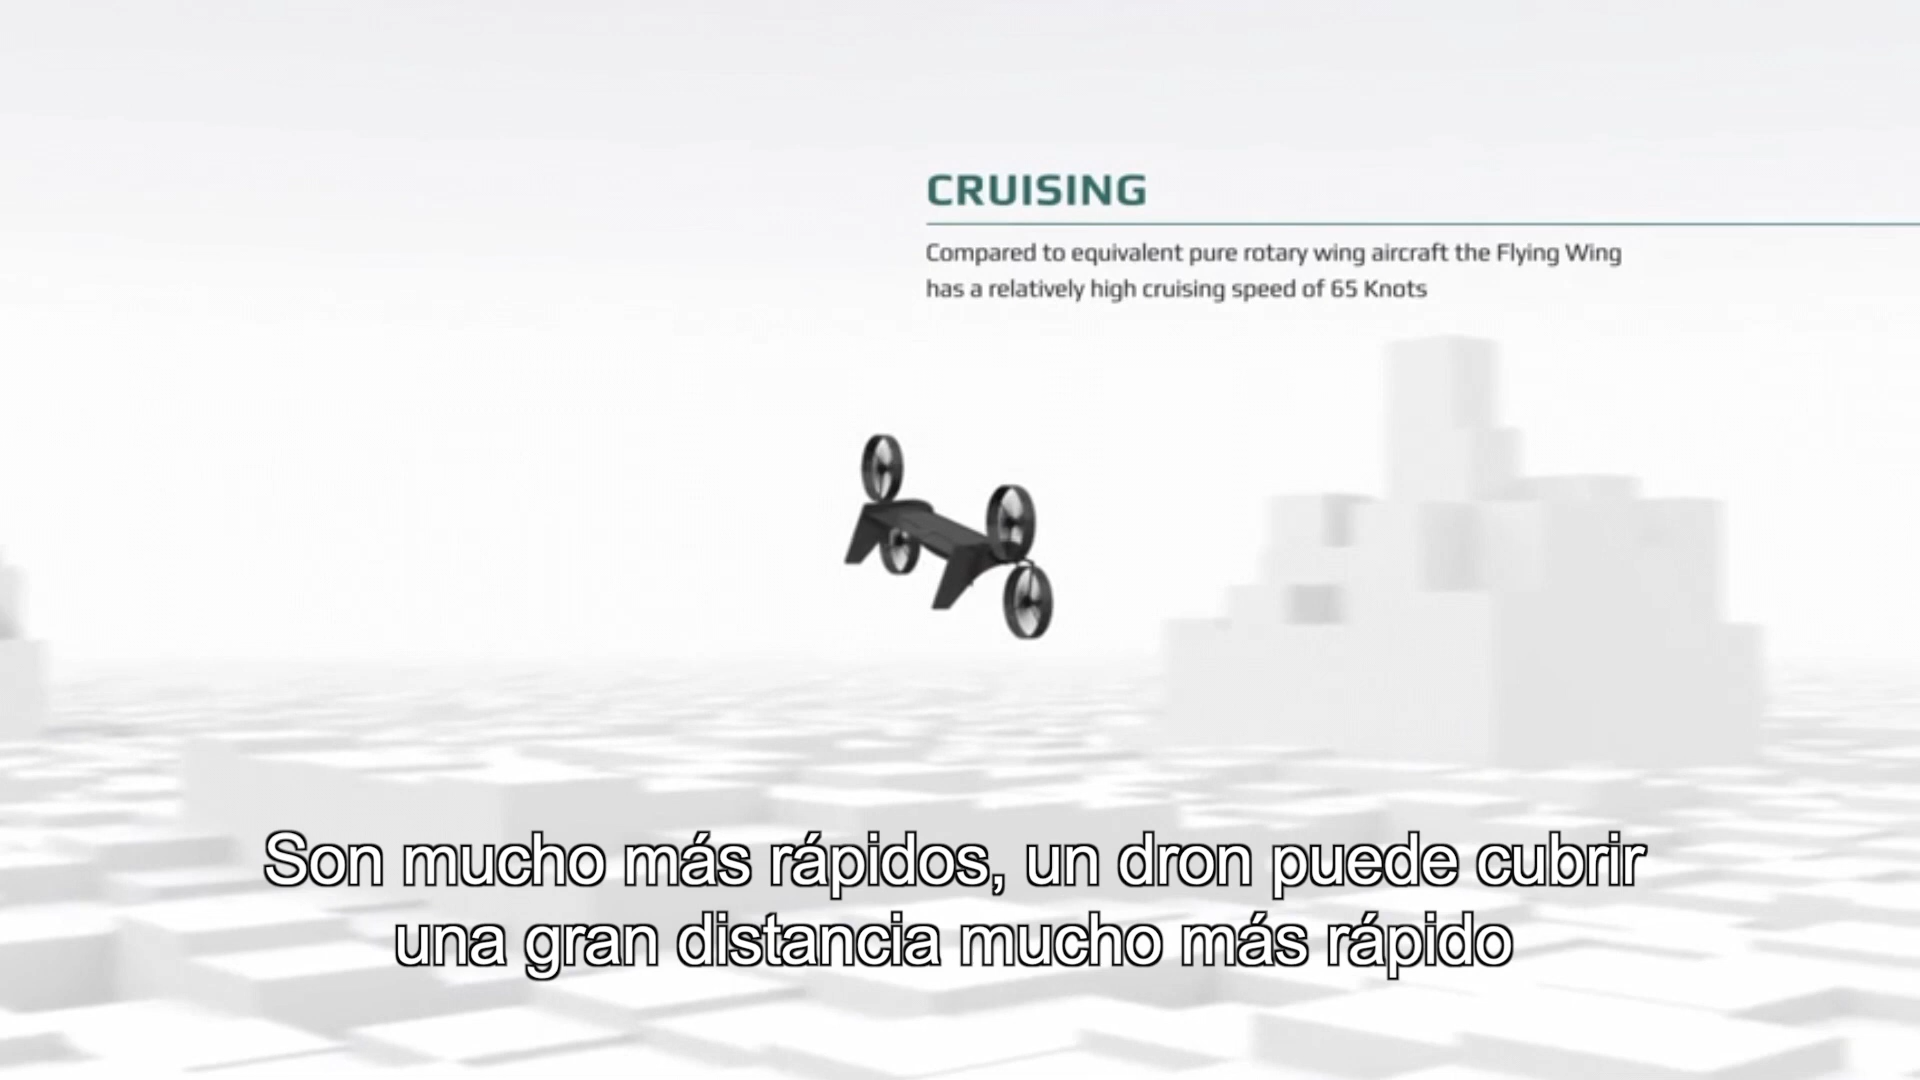 CRUISING
Compared to equivalent pure rotary wing aircraft the Flying Wing
has a relatively high cruising speed of 65 Knots
Son mucho más rápidos, un dron puede cubrir
una gran distancia mucho más rápido